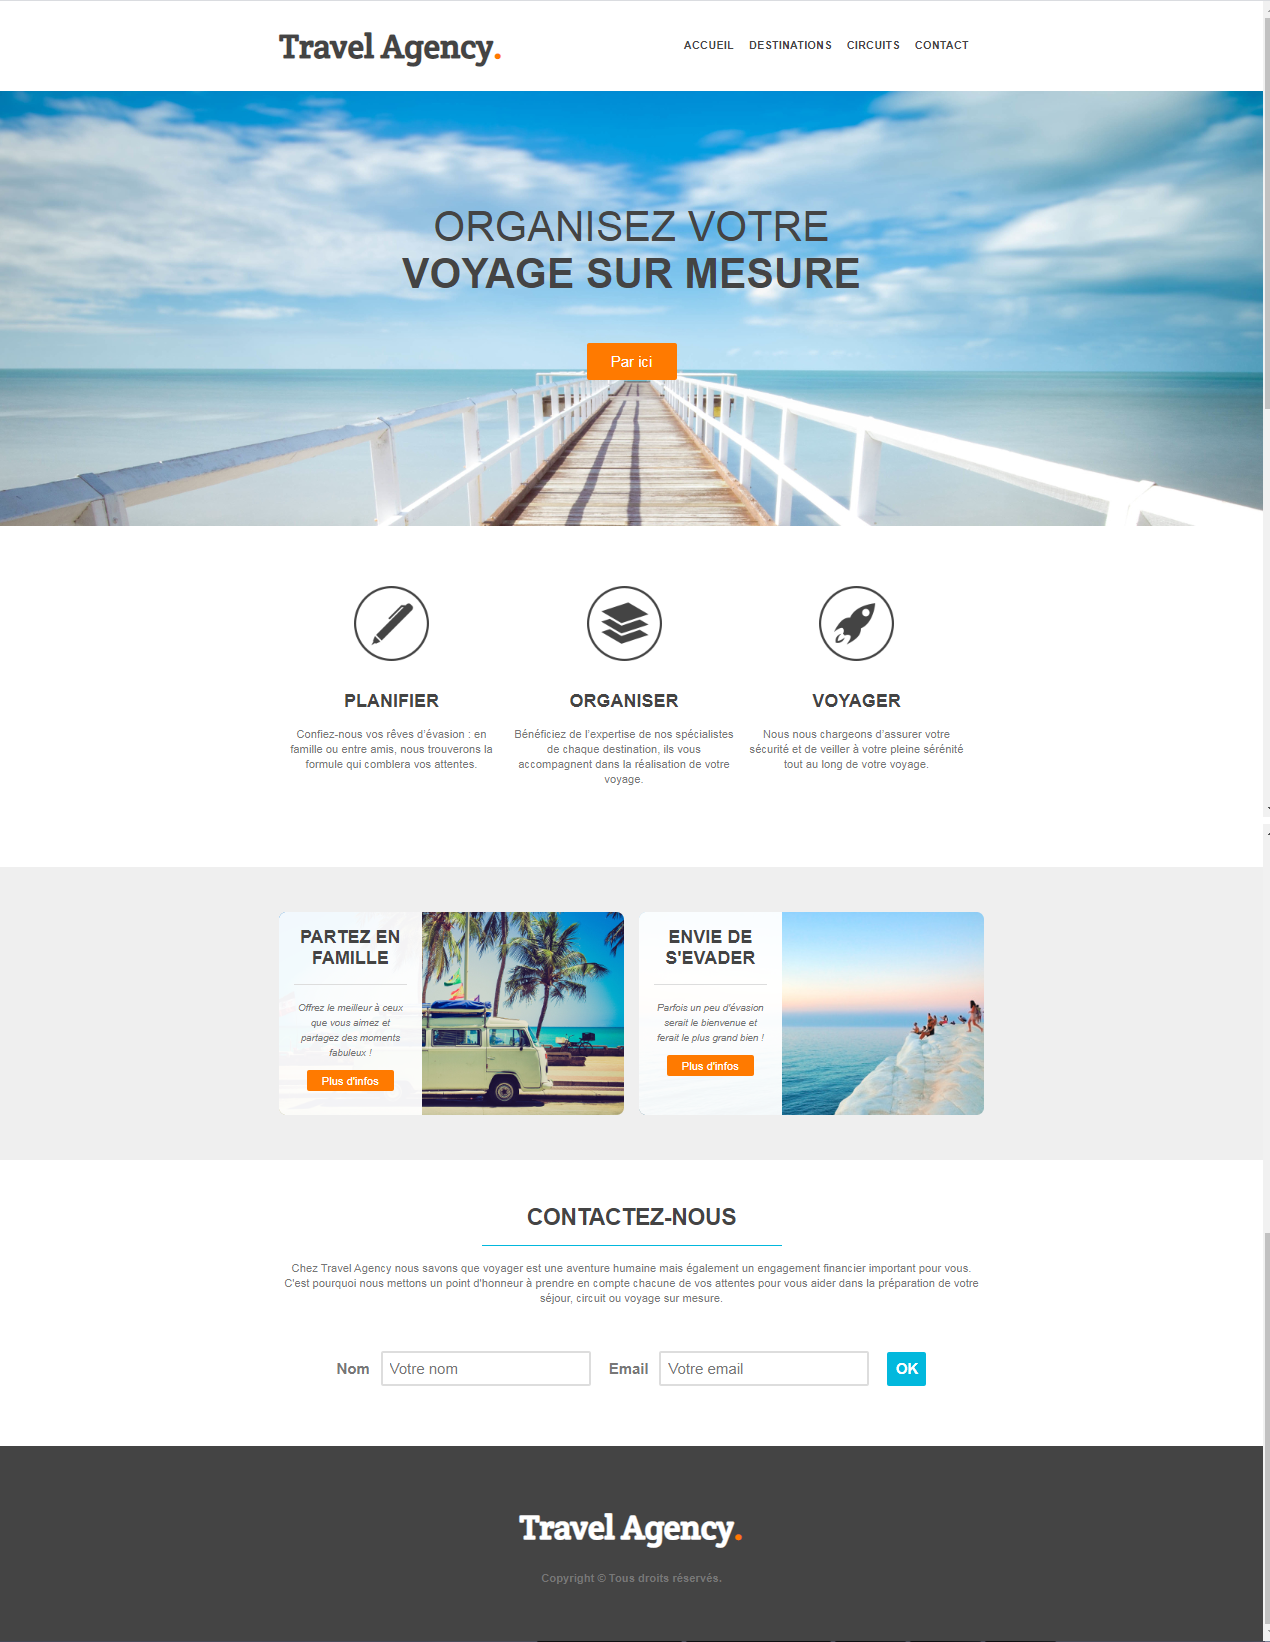 Travel Agency.
ACCUEIL DESTINATIONS CIRCUITS CONTACT
ORGANISEZ VOTRE
VOYAGE SUR MESURE
Par ici
PLANIFIER
Confiez-nous vos rêves d’évasion : en
famille ou entre amis, nous trouverons la
formule qui comblera vos attentes.
ORGANISER
Bénéficiez de l’expertise de nos spécialistes
de chaque destination, ils vous
accompagnent dans la réalisation de votre
voyage.
VOYAGER
Nous nous chargeons d’assurer votre
sécurité et de veiller à votre pleine sérénité
tout au long de votre voyage.
PARTEZ EN
FAMILLE
Offrez le meilleur à ceux
que vous aimez et
partagez des moments
fabuleux !
Plus d'infos
ENVIE DE
S'EVADER
Parfois un peu d'évasion
serait le bienvenue et
ferait le plus grand bien !
Plus d'infos
CONTACTEZ-NOUS
Chez Travel Agency nous savons que voyager est une aventure humaine mais également un engagement financier important pour vous.
C'est pourquoi nous mettons un point d'honneur à prendre en compte chacune de vos attentes pour vous aider dans la préparation de votre
séjour, circuit ou voyage sur mesure.
Nom Votre nom Email Votre email OK
Travel Agency.
Copyright © Tous droits réservés.